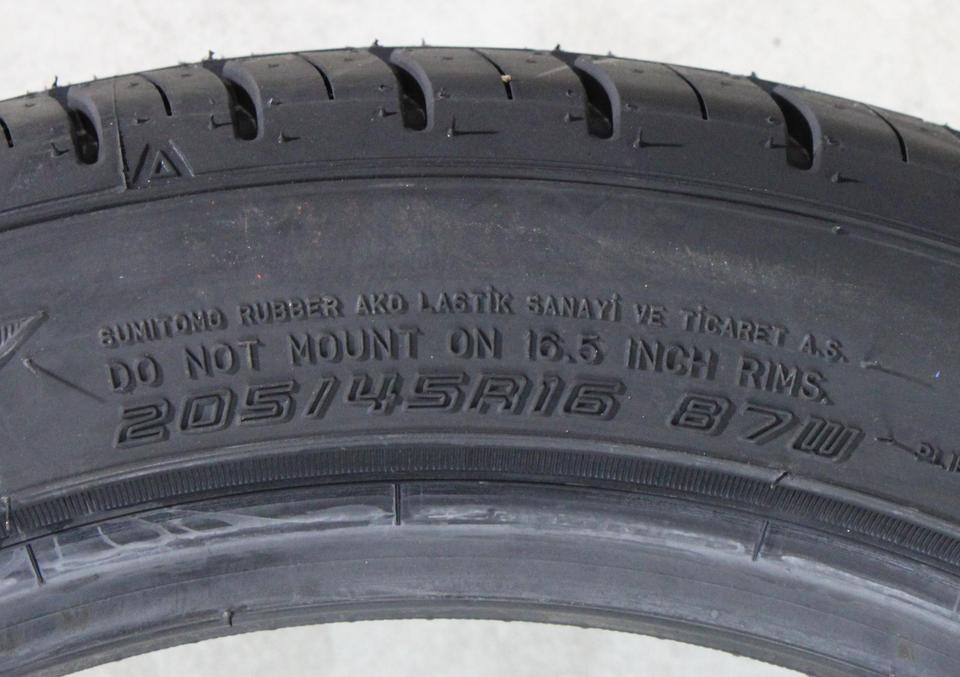 SUMITOMO RUBBER AKO LASTİK SANAYİ VE TİCARET A.S.
DO NOT MOUNT ON 16.5 INCH RIMS.
205/45R16 87W